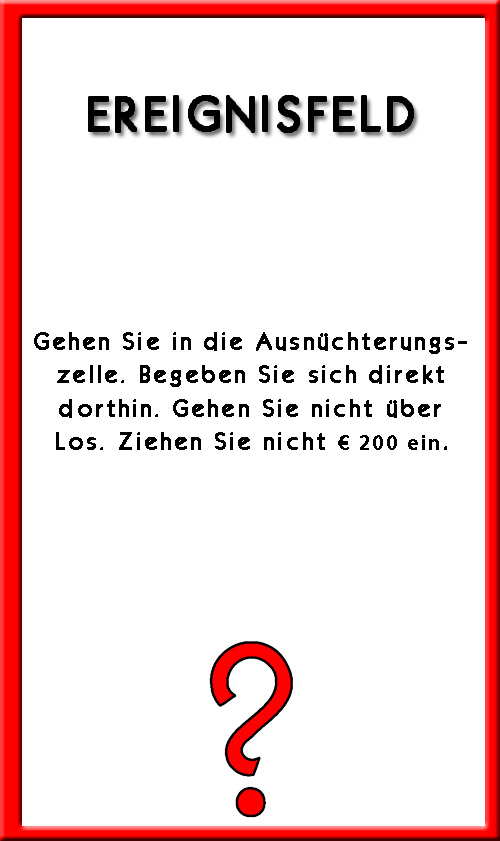 EREIGNISFELD
Gehen Sie in die Ausnüchterungs-
zelle. Begeben Sie sich direkt
dorthin. Gehen Sie nicht über
Los. Ziehen Sie nicht € 200 ein.
?